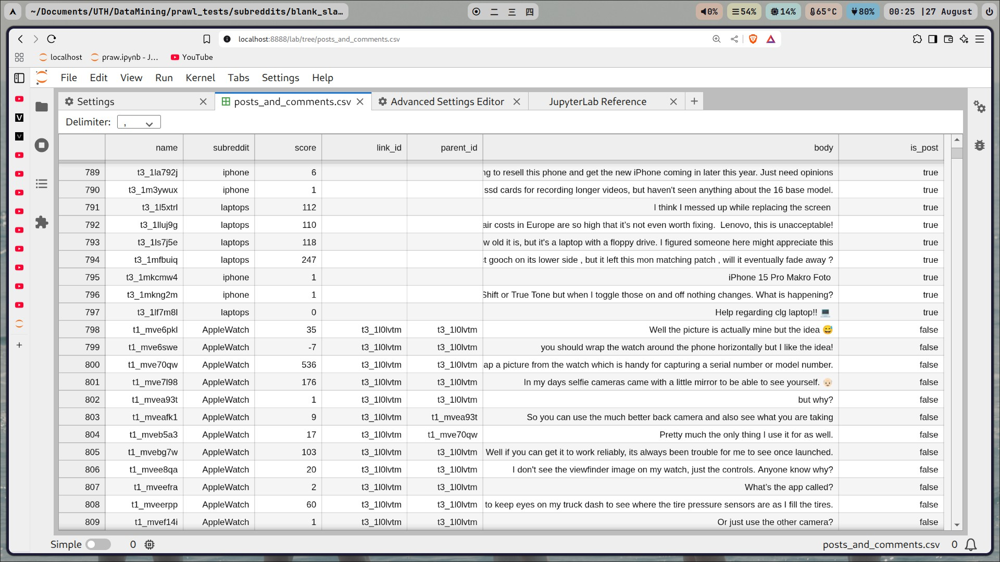 ~/Documents/UTH/DataMining/prawl_tests/subreddits/blank_sla… 二 三 四 0% 54% 14% 65°C 80% 00:25 |27 August
localhost:8888/lab/tree/posts_and_comments.csv
localhost praw.ipynb - J… YouTube
File Edit View Run Kernel Tabs Settings Help
Settings posts_and_comments.csv Advanced Settings Editor JupyterLab Reference
Delimiter: ,
name subreddit score link_id parent_id body is_post
789 t3_1la792j iphone 6 ng to resell this phone and get the new iPhone coming in later this year. Just need opinions true
790 t3_1m3ywux iphone 1 ssd cards for recording longer videos, but haven't seen anything about the 16 base model. true
791 t3_1l5xtrl laptops 112 I think I messed up while replacing the screen true
792 t3_1lluj9g laptops 110 air costs in Europe are so high that it’s not even worth fixing.  Lenovo, this is unacceptable! true
793 t3_1ls7j5e laptops 118 w old it is, but it's a laptop with a floppy drive. I figured someone here might appreciate this true
794 t3_1mfbuiq laptops 247 ct gooch on its lower side , but it left this mon matching patch , will it eventually fade away ? true
795 t3_1mkcmw4 iphone 1 iPhone 15 Pro Makro Foto true
796 t3_1mkng2m iphone 1 Shift or True Tone but when I toggle those on and off nothing changes. What is happening? true
797 t3_1lf7m8l laptops 0 Help regarding clg laptop!! 💻 true
798 t1_mve6pkl AppleWatch 35 t3_1l0lvtm t3_1l0lvtm Well the picture is actually mine but the idea 😅 false
799 t1_mve6swe AppleWatch -7 t3_1l0lvtm t3_1l0lvtm you should wrap the watch around the phone horizontally but I like the idea! false
800 t1_mve70qw AppleWatch 536 t3_1l0lvtm t3_1l0lvtm ap a picture from the watch which is handy for capturing a serial number or model number. false
801 t1_mve7l98 AppleWatch 176 t3_1l0lvtm t3_1l0lvtm In my days selfie cameras came with a little mirror to be able to see yourself. 👴🏻 false
802 t1_mvea93t AppleWatch 1 t3_1l0lvtm t3_1l0lvtm but why? false
803 t1_mveafk1 AppleWatch 9 t3_1l0lvtm t1_mvea93t So you can use the much better back camera and also see what you are taking false
804 t1_mveb5a3 AppleWatch 17 t3_1l0lvtm t1_mve70qw Pretty much the only thing I use it for as well. false
805 t1_mvebg7w AppleWatch 103 t3_1l0lvtm t3_1l0lvtm Well if you can get it to work reliably, its always been trouble for me to see once launched. false
806 t1_mvee8qa AppleWatch 20 t3_1l0lvtm t3_1l0lvtm I don't see the viewfinder image on my watch, just the controls. Anyone know why? false
807 t1_mveefra AppleWatch 2 t3_1l0lvtm t3_1l0lvtm What’s the app called? false
808 t1_mveerpp AppleWatch 60 t3_1l0lvtm t3_1l0lvtm to keep eyes on my truck dash to see where the tire pressure sensors are as I fill the tires. false
809 t1_mvef14i AppleWatch 1 t3_1l0lvtm t3_1l0lvtm Or just use the other camera? false
Simple 0 posts_and_comments.csv 0